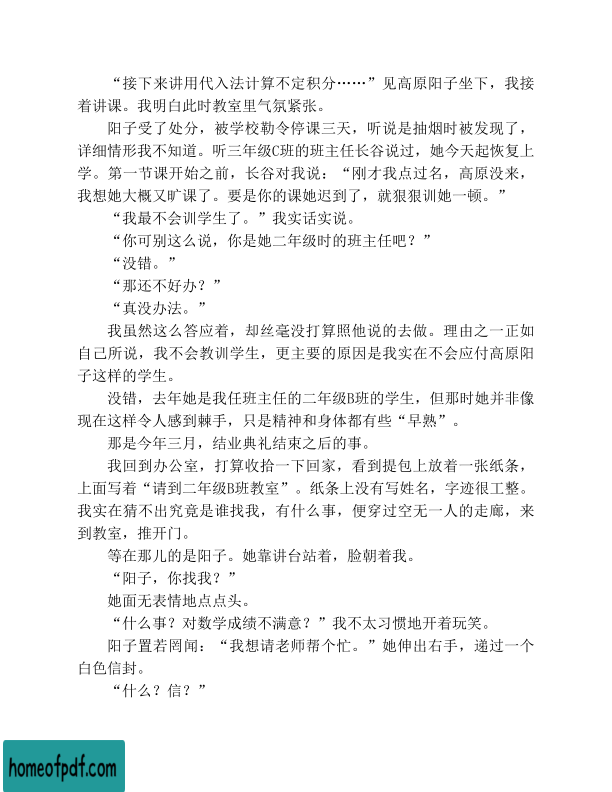 “接下来讲用代入法计算不定积分……”见高原阳子坐下，我接
着讲课。我明白此时教室里气氛紧张。
阳子受了处分，被学校勒令停课三天，听说是抽烟时被发现了，
详细情形我不知道。听三年级C班的班主任长谷说过，她今天起恢复上
学。第一节课开始之前，长谷对我说：“刚才我点过名，高原没来，
我想她大概又旷课了。要是你的课她迟到了，就狠狠训她一顿。”
“我最不会训学生了。”我实话实说。
“你可别这么说，你是她二年级时的班主任吧？”
“没错。”
“那还不好办？”
“真没办法。”
我虽然这么答应着，却丝毫没打算照他说的去做。理由之一正如
自己所说，我不会教训学生，更主要的原因是我实在不会应付高原阳
子这样的学生。
没错，去年她是我任班主任的二年级B班的学生，但那时她并非像
现在这样令人感到棘手，只是精神和身体都有些“早熟”。
那是今年三月，结业典礼结束之后的事。
我回到办公室，打算收拾一下回家，看到提包上放着一张纸条，
上面写着“请到二年级B班教室”。纸条上没有写姓名，字迹很工整。
我实在猜不出究竟是谁找我，有什么事，便穿过空无一人的走廊，来
到教室，推开门。
等在那儿的是阳子。她靠讲台站着，脸朝着我。
“阳子，你找我？”
她面无表情地点点头。
“什么事？对数学成绩不满意？”我不太习惯地开着玩笑。
阳子置若罔闻：“我想请老师帮个忙。”她伸出右手，递过一个
白色信封。
“什么？信？”
homeofpdf.com